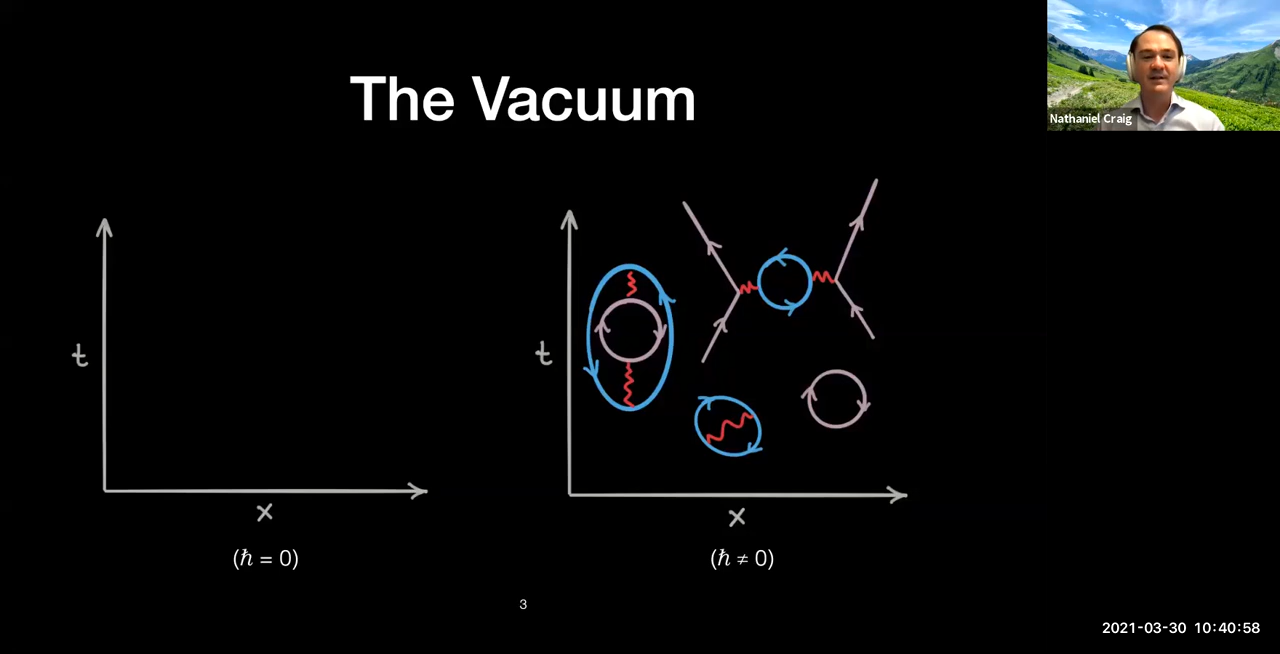 The Vacuum
Nathaniel Craig
t
x
(ℏ = 0)
t
x
(ℏ ≠ 0)
3
2021-03-30 10:40:58